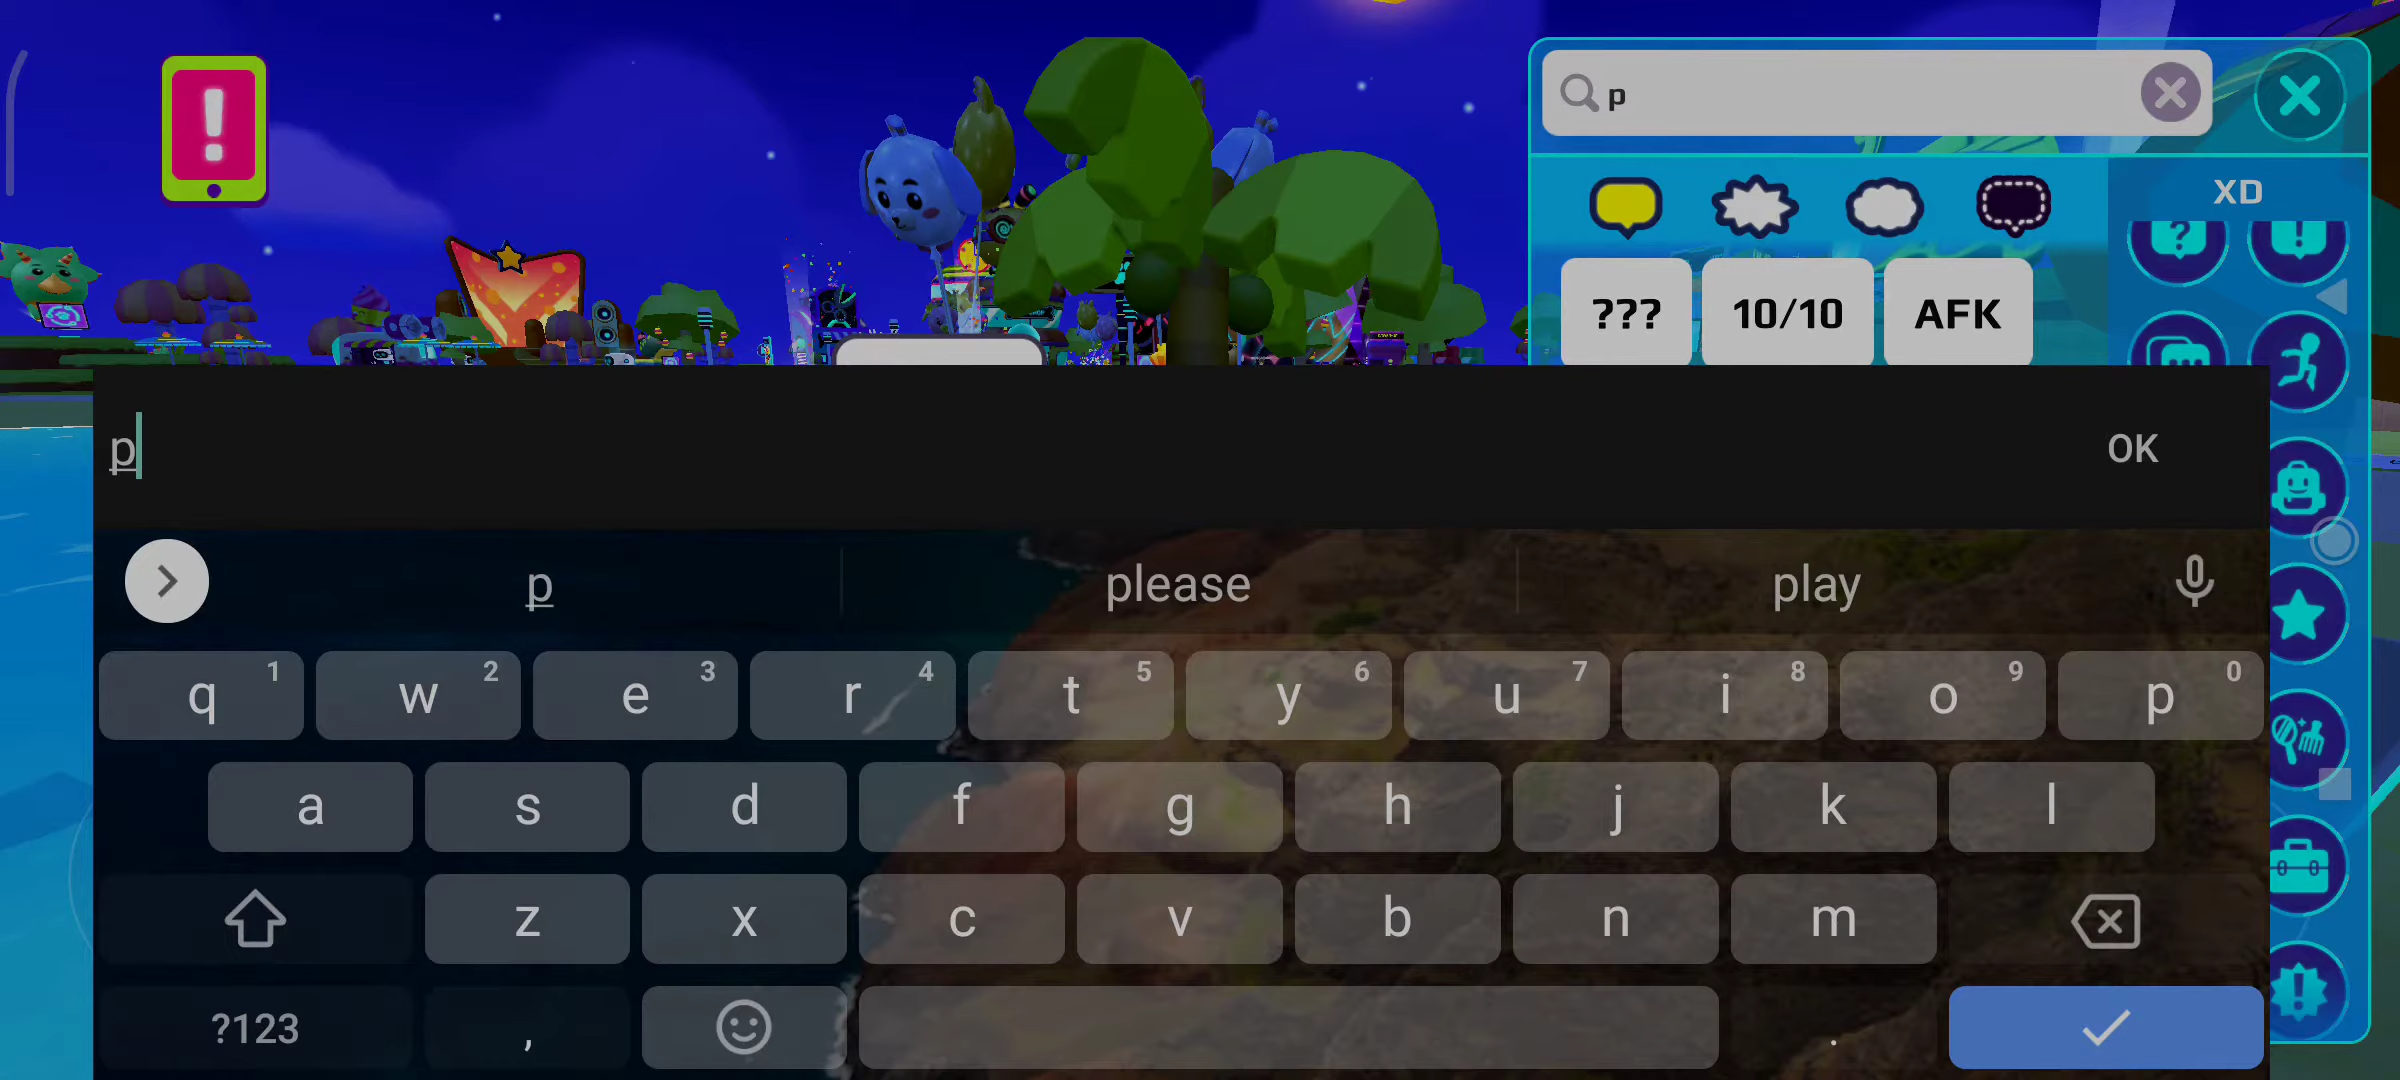 p
XD
? !
??? 10/10 AFK
p OK
p please play
q 1 w 2 e 3 r 4 t 5 y 6 u 7 i 8 o 9 p 0
a s d f g h j k l
z x c v b n m
?123 , .